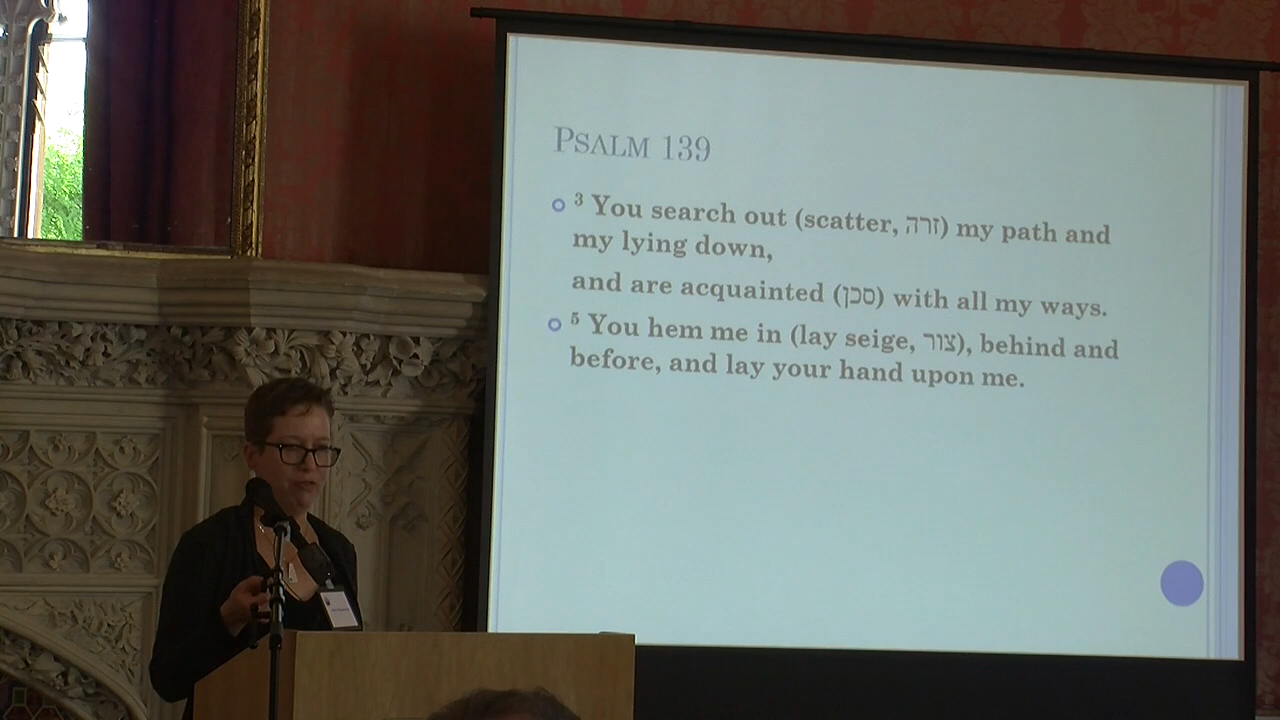 PSALM 139
³ You search out (scatter, זרה) my path and
my lying down,
and are acquainted (סכן) with all my ways.
⁵ You hem me in (lay seige, צור), behind and
before, and lay your hand upon me.